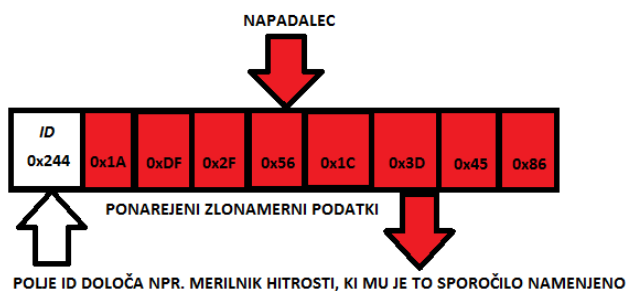 NAPADALEC
ID
0x244 0x1A 0xDF 0x2F 0x56 0x1C 0x3D 0x45 0x86
PONAREJENI ZLONAMERNI PODATKI
POLJE ID DOLOČA NPR. MERILNIK HITROSTI, KI MU JE TO SPOROČILO NAMENJENO